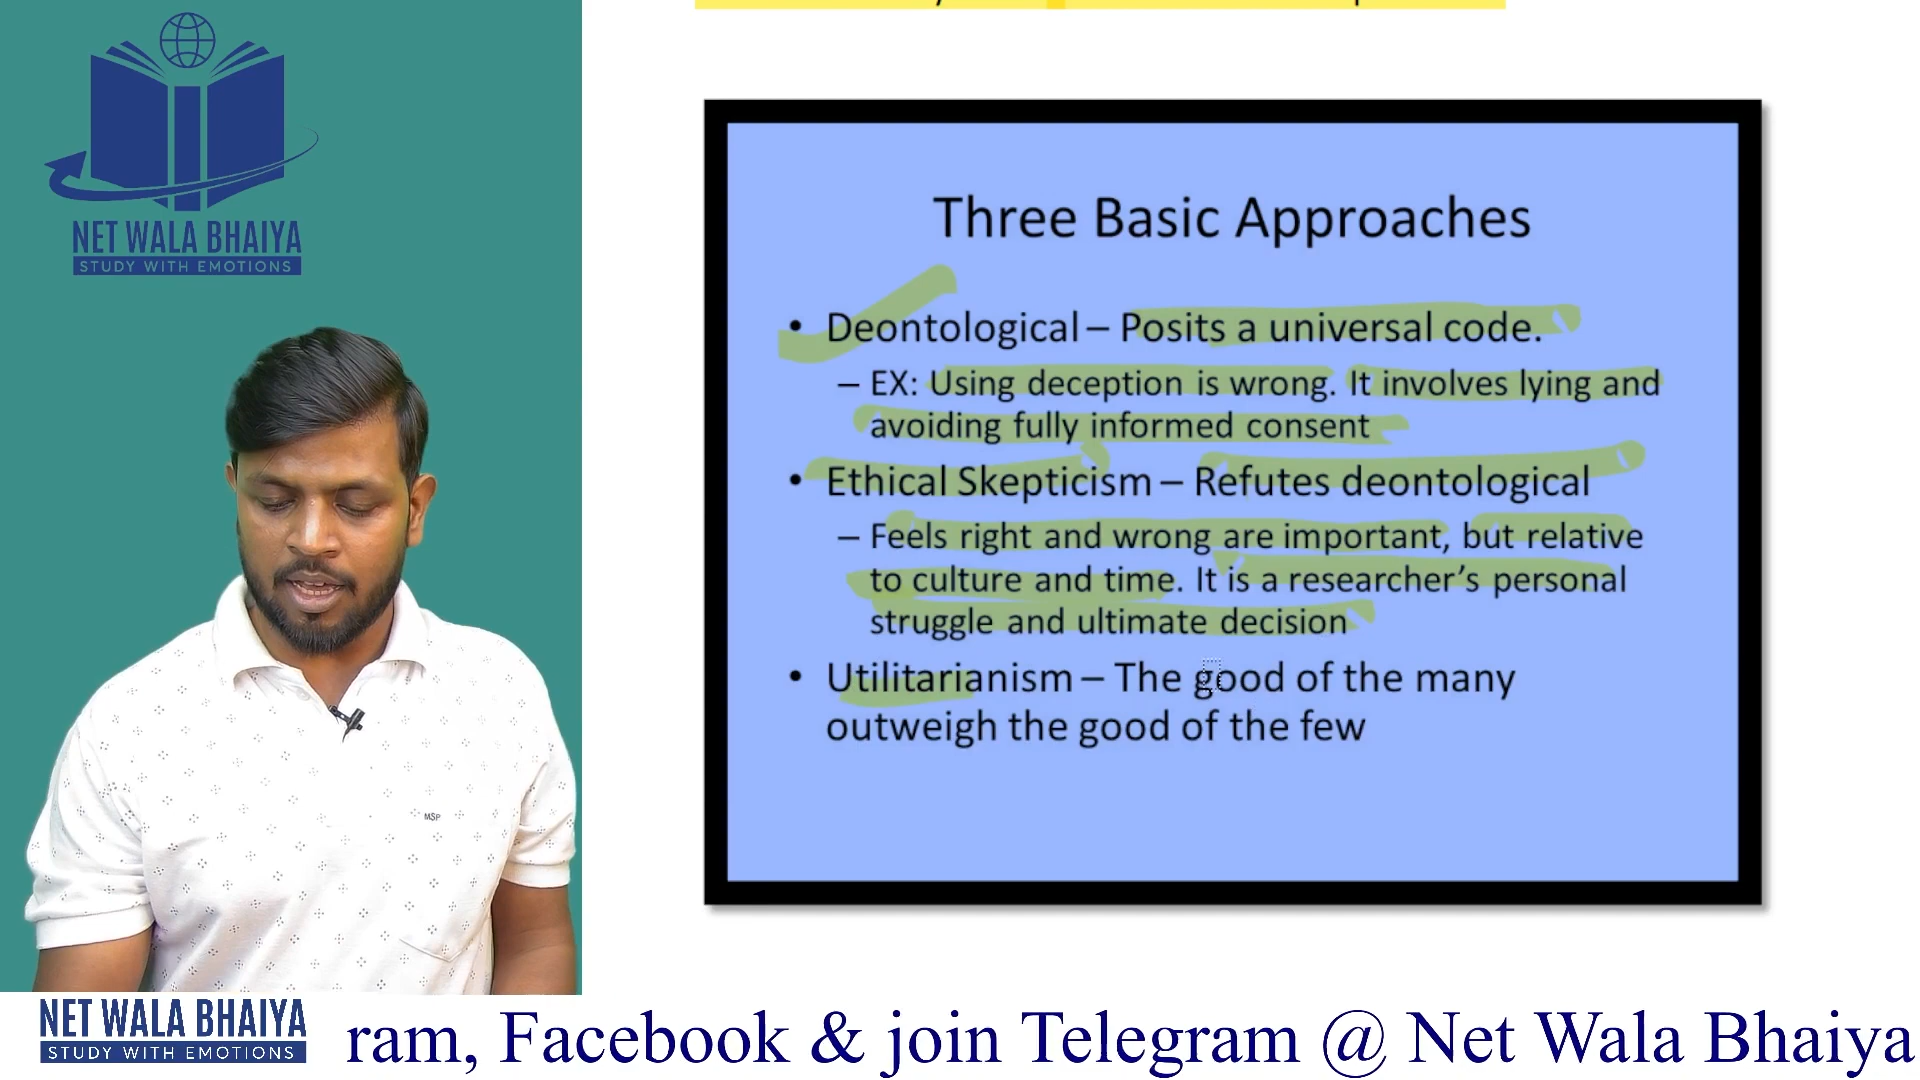 NET WALA BHAIYA
STUDY WITH EMOTIONS
MSP
Three Basic Approaches
• Deontological – Posits a universal code.
– EX: Using deception is wrong. It involves lying and
avoiding fully informed consent
• Ethical Skepticism – Refutes deontological
– Feels right and wrong are important, but relative
to culture and time. It is a researcher’s personal
struggle and ultimate decision
• Utilitarianism – The good of the many
outweigh the good of the few
NET WALA BHAIYA
STUDY WITH EMOTIONS
ram, Facebook & join Telegram @ Net Wala Bhaiya